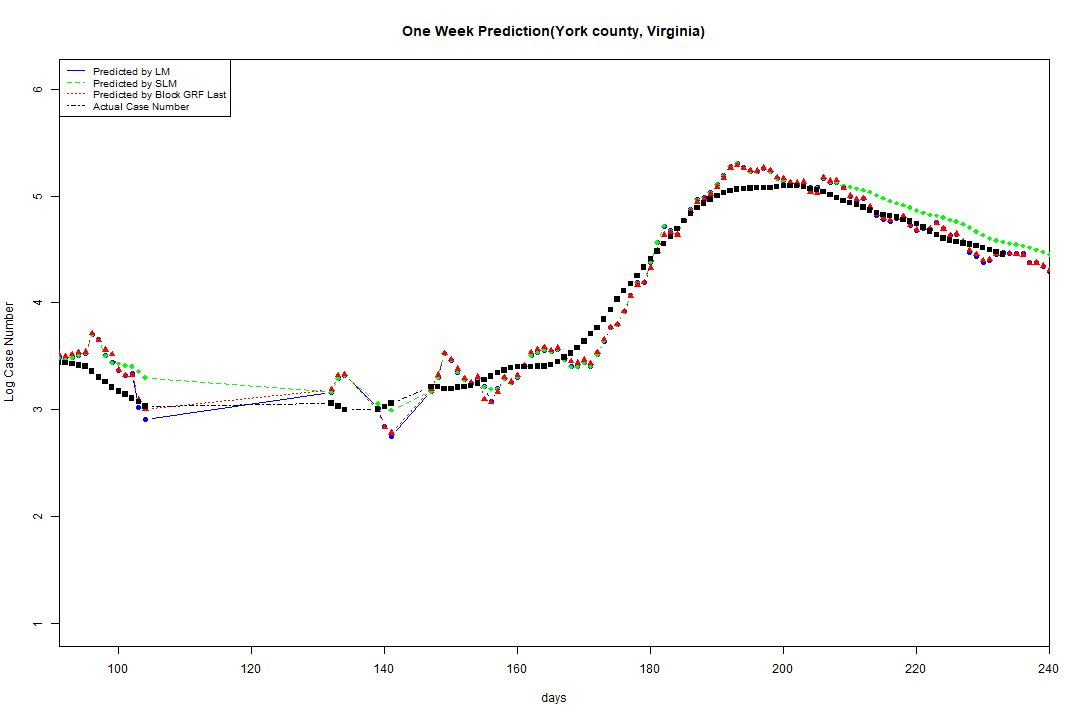 One Week Prediction(York county, Virginia)
Predicted by LM
Predicted by SLM
Predicted by Block GRF Last
Actual Case Number
Log Case Number
6
5
4
3
2
1
100 120 140 160 180 200 220 240
days